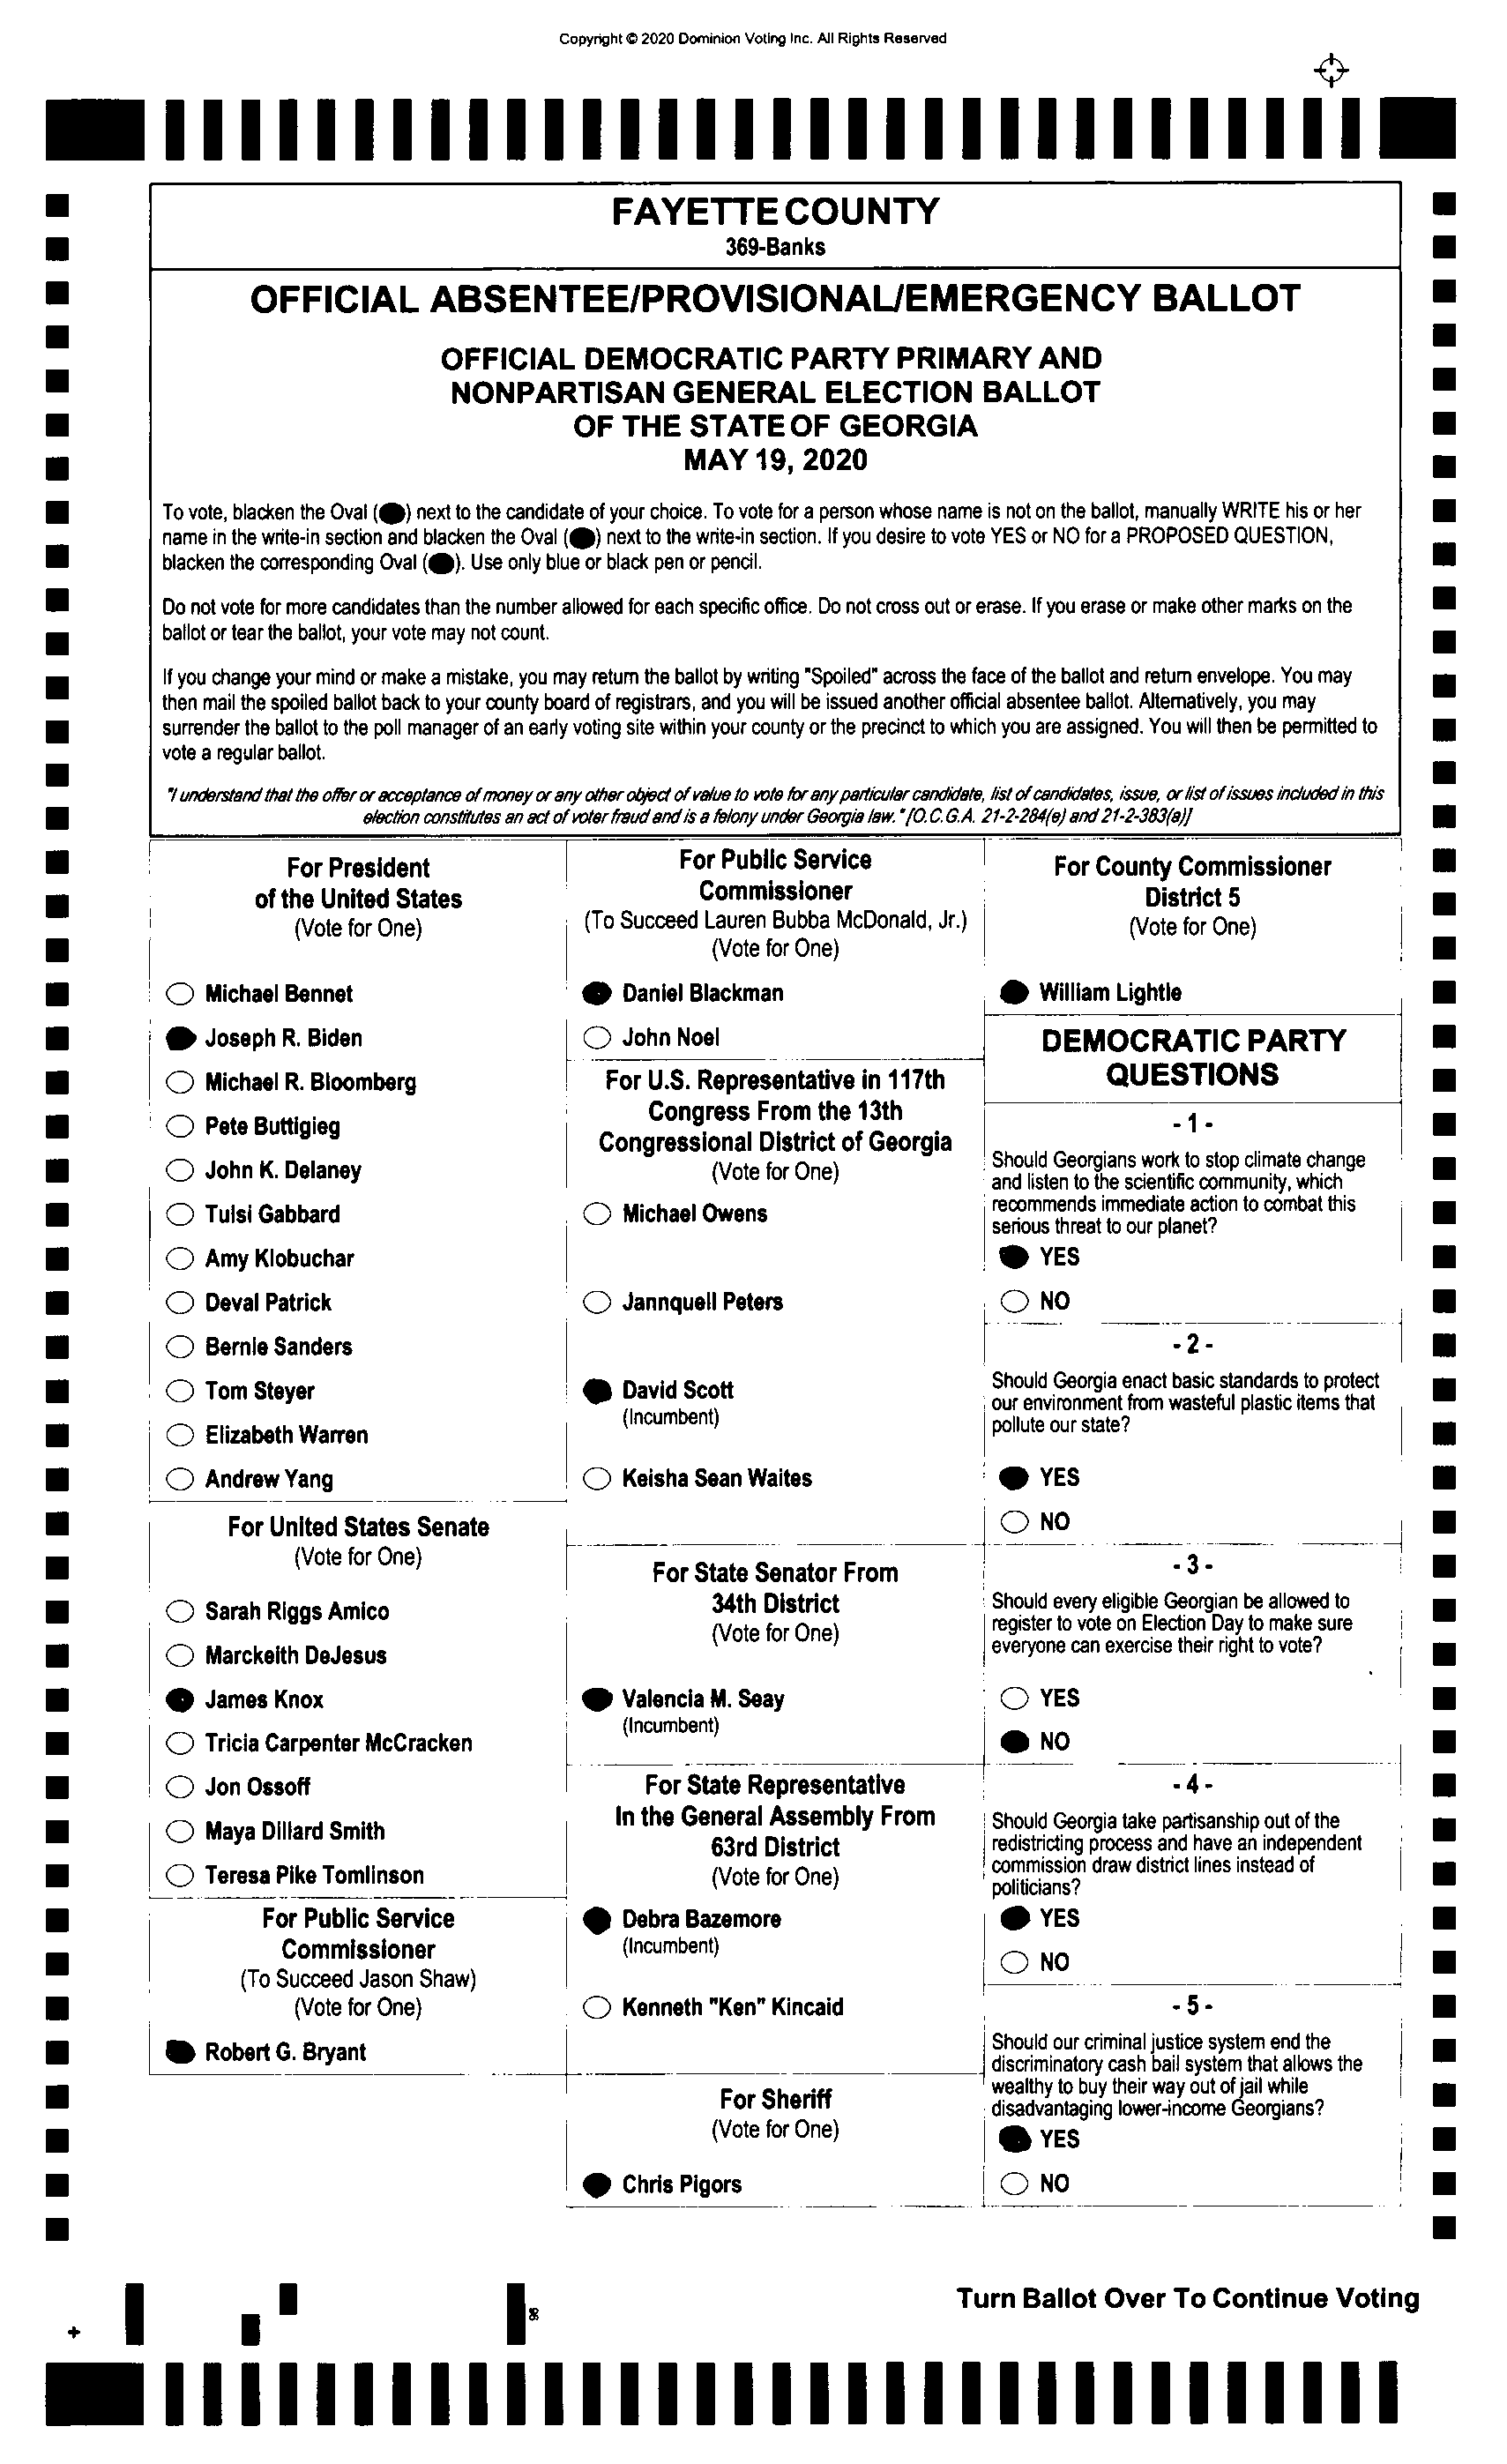 Copyright © 2020 Dominion Voting Inc. All Rights Reserved
FAYETTE COUNTY
369-Banks
OFFICIAL ABSENTEE/PROVISIONAL/EMERGENCY BALLOT
OFFICIAL DEMOCRATIC PARTY PRIMARY AND
NONPARTISAN GENERAL ELECTION BALLOT
OF THE STATE OF GEORGIA
MAY 19, 2020
To vote, blacken the Oval ( ) next to the candidate of your choice. To vote for a person whose name is not on the ballot, manually WRITE his or her
name in the write-in section and blacken the Oval ( ) next to the write-in section. If you desire to vote YES or NO for a PROPOSED QUESTION,
blacken the corresponding Oval ( ). Use only blue or black pen or pencil.
Do not vote for more candidates than the number allowed for each specific office. Do not cross out or erase. If you erase or make other marks on the
ballot or tear the ballot, your vote may not count.
If you change your mind or make a mistake, you may return the ballot by writing "Spoiled" across the face of the ballot and return envelope. You may
then mail the spoiled ballot back to your county board of registrars, and you will be issued another official absentee ballot. Alternatively, you may
surrender the ballot to the poll manager of an early voting site within your county or the precinct to which you are assigned. You will then be permitted to
vote a regular ballot.
"I understand that the offer or acceptance of money or any other object of value to vote for any particular candidate, list of candidates, issue, or list of issues included in this
election constitutes an act of voter fraud and is a felony under Georgia law." [O.C.G.A. 21-2-284(e) and 21-2-383(a)]
For President
of the United States
(Vote for One)
Michael Bennet
Joseph R. Biden
Michael R. Bloomberg
Pete Buttigieg
John K. Delaney
Tulsi Gabbard
Amy Klobuchar
Deval Patrick
Bernie Sanders
Tom Steyer
Elizabeth Warren
Andrew Yang
For United States Senate
(Vote for One)
Sarah Riggs Amico
Marckeith DeJesus
James Knox
Tricia Carpenter McCracken
Jon Ossoff
Maya Dillard Smith
Teresa Pike Tomlinson
For Public Service
Commissioner
(To Succeed Jason Shaw)
(Vote for One)
Robert G. Bryant
For Public Service
Commissioner
(To Succeed Lauren Bubba McDonald, Jr.)
(Vote for One)
Daniel Blackman
John Noel
For U.S. Representative in 117th
Congress From the 13th
Congressional District of Georgia
(Vote for One)
Michael Owens
Jannquell Peters
David Scott
(Incumbent)
Keisha Sean Waites
For State Senator From
34th District
(Vote for One)
Valencia M. Seay
(Incumbent)
For State Representative
In the General Assembly From
63rd District
(Vote for One)
Debra Bazemore
(Incumbent)
Kenneth "Ken" Kincaid
For Sheriff
(Vote for One)
Chris Pigors
For County Commissioner
District 5
(Vote for One)
William Lightle
DEMOCRATIC PARTY
QUESTIONS
- 1 -
Should Georgians work to stop climate change
and listen to the scientific community, which
recommends immediate action to combat this
serious threat to our planet?
YES
NO
- 2 -
Should Georgia enact basic standards to protect
our environment from wasteful plastic items that
pollute our state?
YES
NO
- 3 -
Should every eligible Georgian be allowed to
register to vote on Election Day to make sure
everyone can exercise their right to vote?
YES
NO
- 4 -
Should Georgia take partisanship out of the
redistricting process and have an independent
commission draw district lines instead of
politicians?
YES
NO
- 5 -
Should our criminal justice system end the
discriminatory cash bail system that allows the
wealthy to buy their way out of jail while
disadvantaging lower-income Georgians?
YES
NO
Turn Ballot Over To Continue Voting